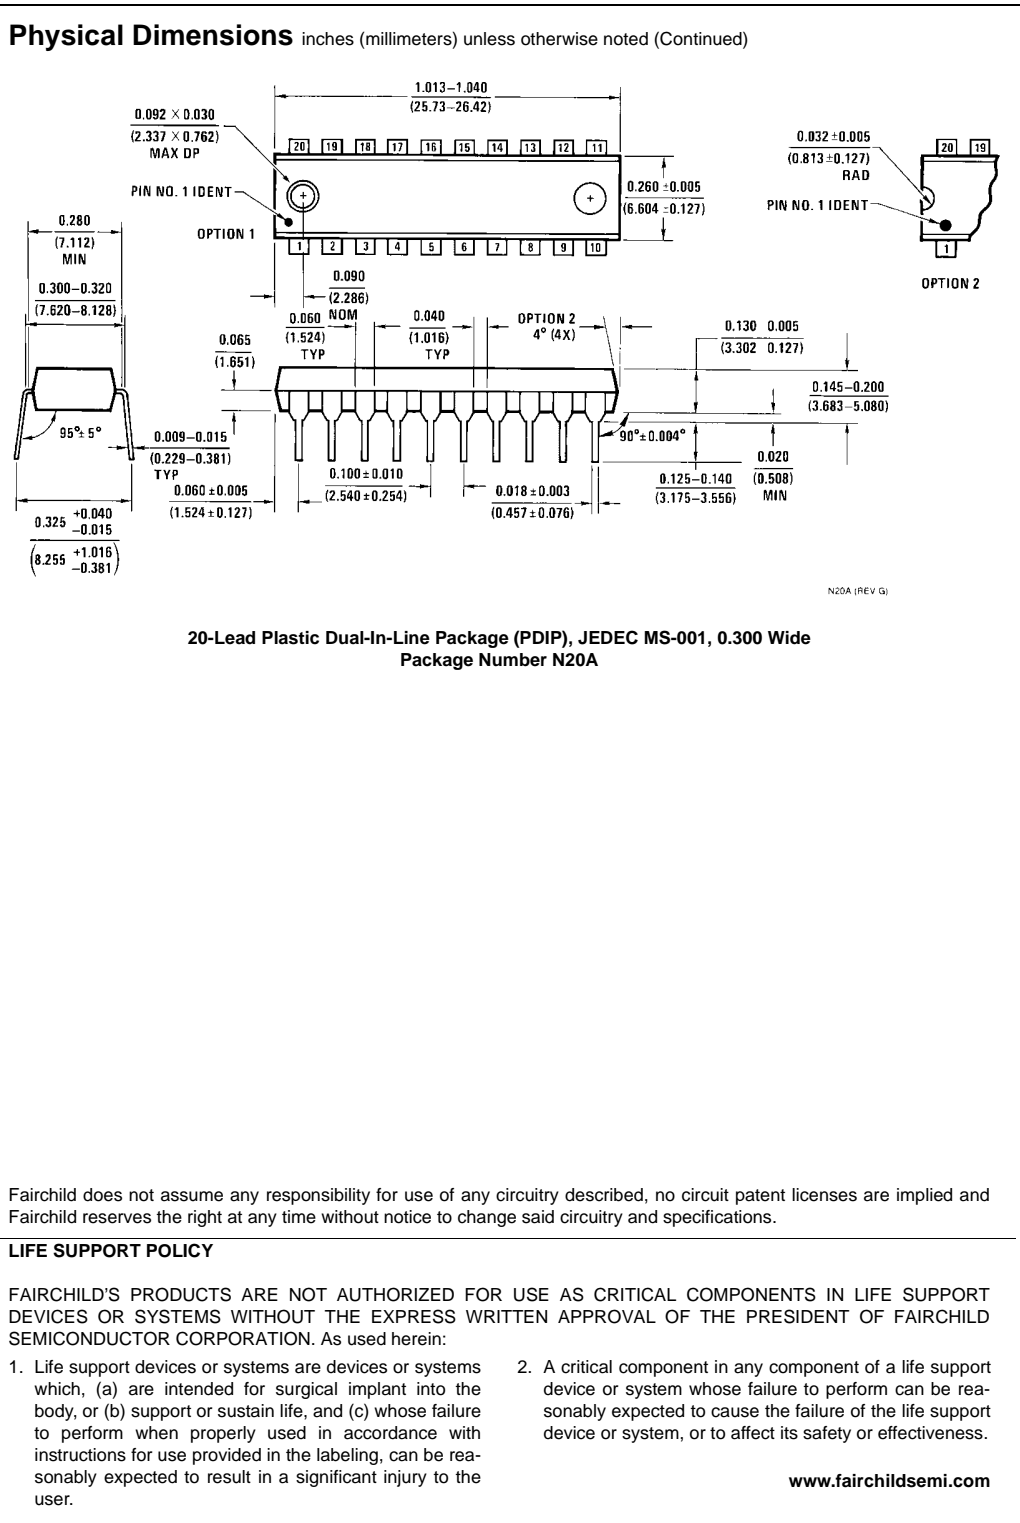 Physical Dimensions inches (millimeters) unless otherwise noted (Continued)
1.013–1.040
(25.73–26.42)
0.092 × 0.030
(2.337 × 0.762)
MAX DP
0.032 ±0.005
(0.813 ±0.127)
RAD
20 19 18 17 16 15 14 13 12 11
20 19
PIN NO. 1 IDENT
0.260 ±0.005
(6.604 ±0.127)
PIN NO. 1 IDENT
OPTION 1
1 2 3 4 5 6 7 8 9 10
1
OPTION 2
0.280
(7.112)
MIN
0.090
(2.286)
NOM
0.300–0.320
(7.620–8.128)
0.060
(1.524)
TYP
0.040
(1.016)
TYP
OPTION 2
4° (4X)
0.130 0.005
(3.302 0.127)
0.065
(1.651)
0.145–0.200
(3.683–5.080)
95°± 5°
90°±0.004°
0.009–0.015
(0.229–0.381)
TYP
0.100±0.010
(2.540±0.254)
0.020
(0.508)
MIN
0.125–0.140
(3.175–3.556)
0.060 ±0.005
(1.524 ±0.127)
0.018 ±0.003
(0.457 ±0.076)
0.325 +0.040
–0.015
(8.255 +1.016
–0.381)
N20A (REV G)
20-Lead Plastic Dual-In-Line Package (PDIP), JEDEC MS-001, 0.300 Wide
Package Number N20A
Fairchild does not assume any responsibility for use of any circuitry described, no circuit patent licenses are implied and
Fairchild reserves the right at any time without notice to change said circuitry and specifications.
LIFE SUPPORT POLICY
FAIRCHILD'S PRODUCTS ARE NOT AUTHORIZED FOR USE AS CRITICAL COMPONENTS IN LIFE SUPPORT
DEVICES OR SYSTEMS WITHOUT THE EXPRESS WRITTEN APPROVAL OF THE PRESIDENT OF FAIRCHILD
SEMICONDUCTOR CORPORATION. As used herein:
1. Life support devices or systems are devices or systems
which, (a) are intended for surgical implant into the
body, or (b) support or sustain life, and (c) whose failure
to perform when properly used in accordance with
instructions for use provided in the labeling, can be rea-
sonably expected to result in a significant injury to the
user.
2. A critical component in any component of a life support
device or system whose failure to perform can be rea-
sonably expected to cause the failure of the life support
device or system, or to affect its safety or effectiveness.
www.fairchildsemi.com